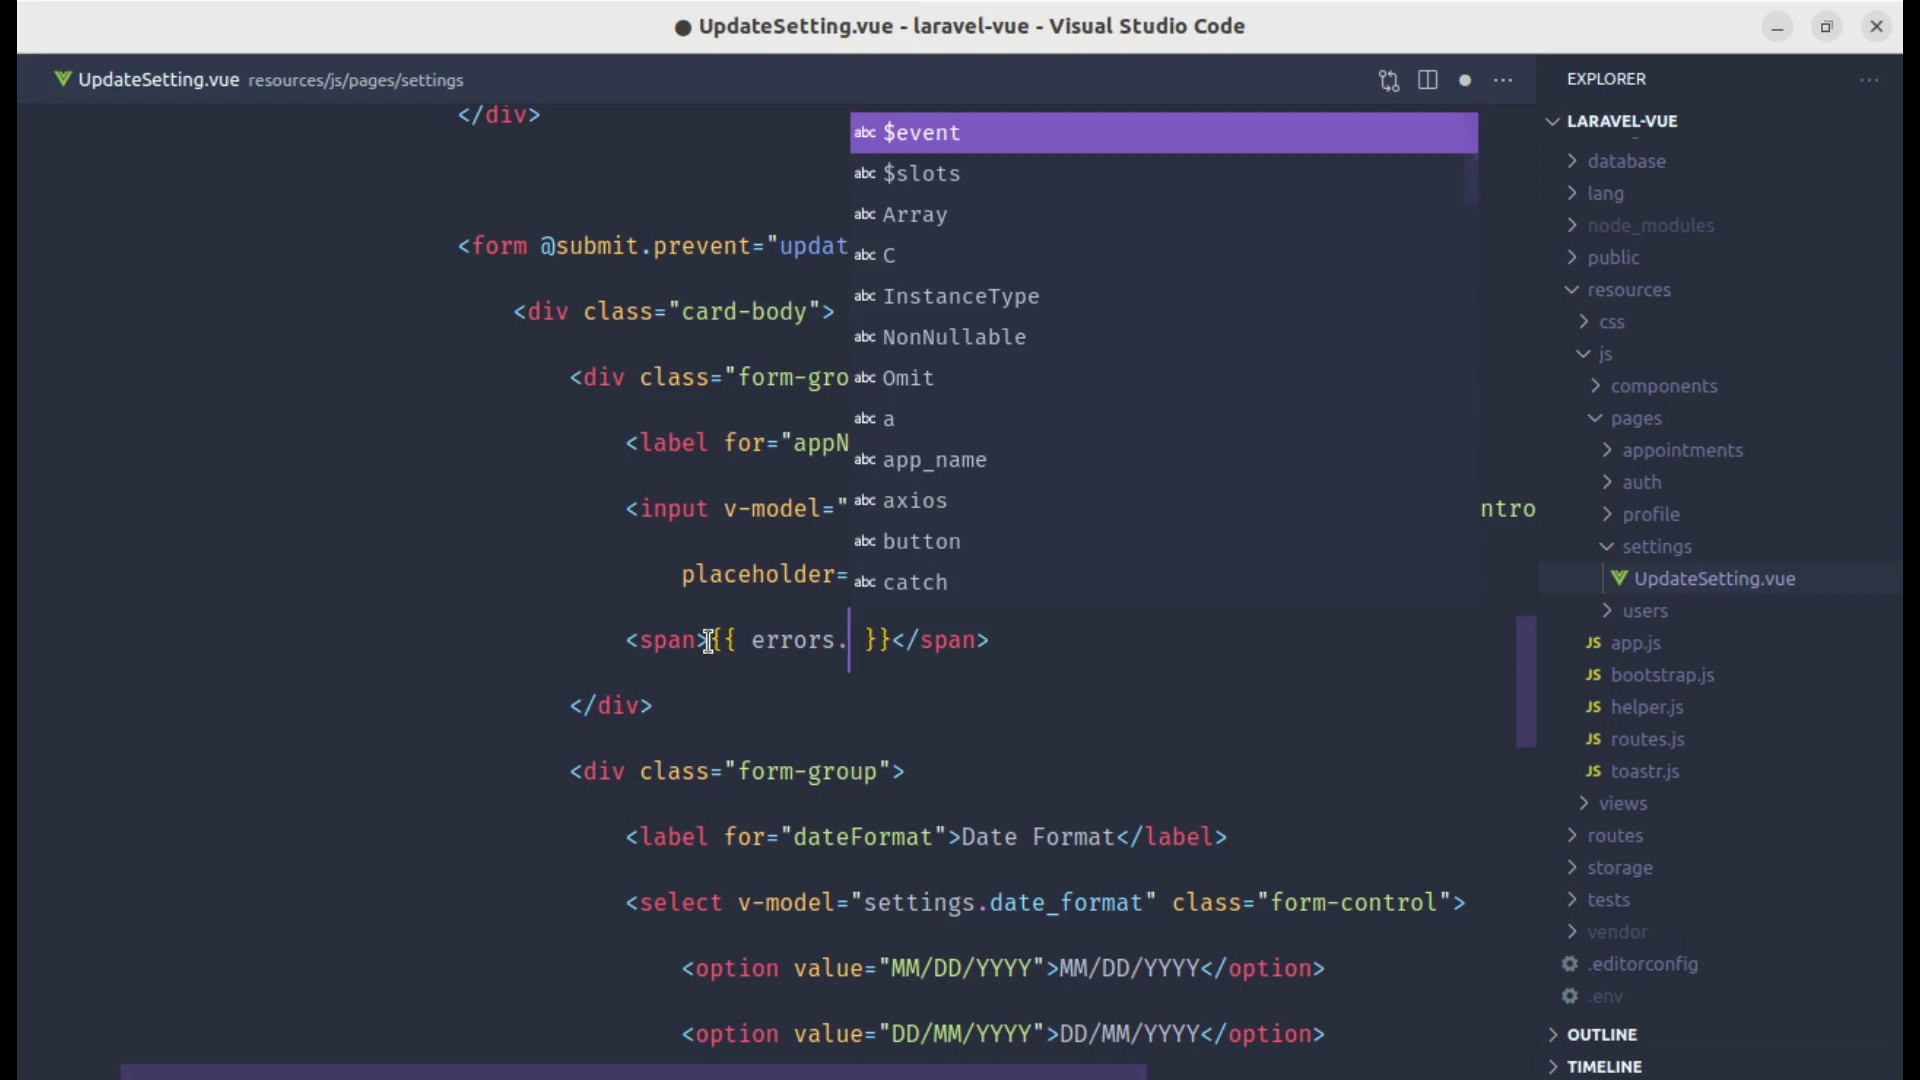 ● UpdateSetting.vue - laravel-vue - Visual Studio Code
UpdateSetting.vue resources/js/pages/settings
</div>
<form @submit.prevent="updat
<div class="card-body">
<div class="form-gro
<label for="appN
<input v-model="
ntro
placeholder=
<span>{{ errors. }}</span>
</div>
<div class="form-group">
<label for="dateFormat">Date Format</label>
<select v-model="settings.date_format" class="form-control">
<option value="MM/DD/YYYY">MM/DD/YYYY</option>
<option value="DD/MM/YYYY">DD/MM/YYYY</option>
abc $event
abc $slots
abc Array
abc C
abc InstanceType
abc NonNullable
abc Omit
abc a
abc app_name
abc axios
abc button
abc catch
EXPLORER
LARAVEL-VUE
database
lang
node_modules
public
resources
css
js
components
pages
appointments
auth
profile
settings
UpdateSetting.vue
users
JS app.js
JS bootstrap.js
JS helper.js
JS routes.js
JS toastr.js
views
routes
storage
tests
vendor
.editorconfig
.env
OUTLINE
TIMELINE